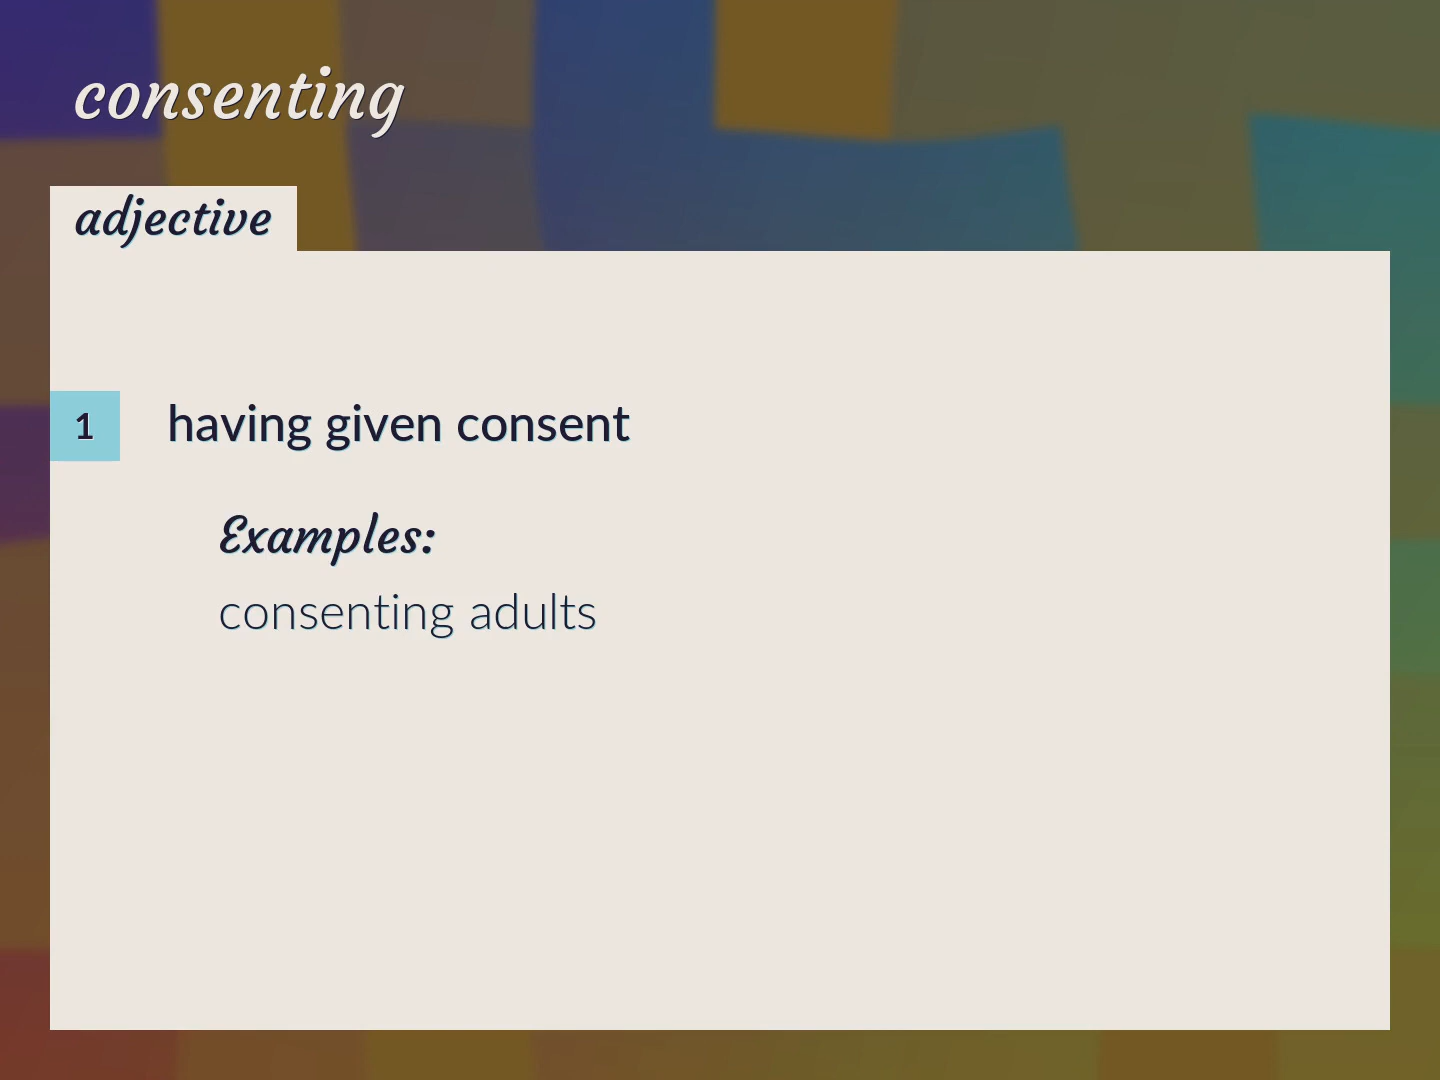 consenting
adjective
1 having given consent
Examples:
consenting adults